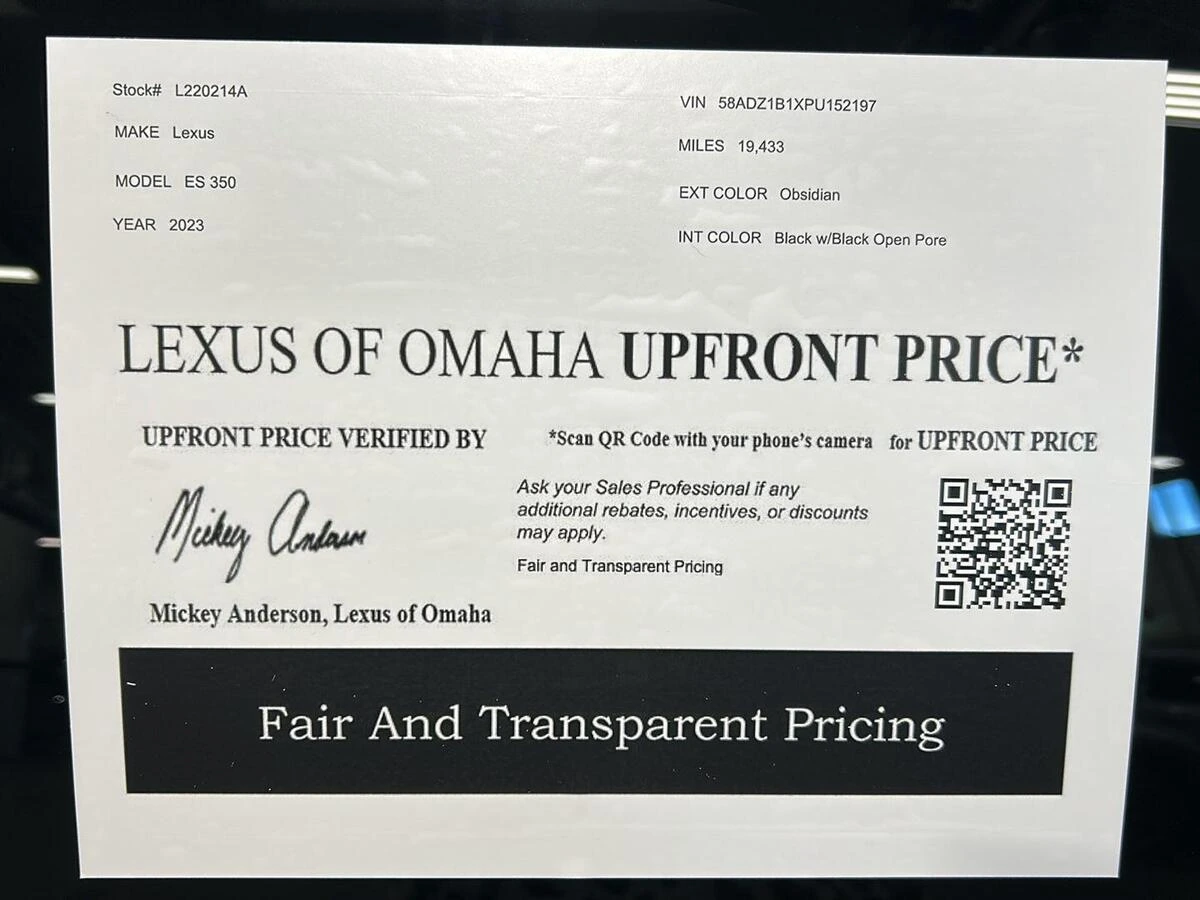 Stock# L220214A
VIN 58ADZ1B1XPU152197
MAKE Lexus
MILES 19,433
MODEL ES 350
EXT COLOR Obsidian
YEAR 2023
INT COLOR Black w/Black Open Pore
LEXUS OF OMAHA UPFRONT PRICE*
UPFRONT PRICE VERIFIED BY
*Scan QR Code with your phone's camera for UPFRONT PRICE
Mickey Anderson
Ask your Sales Professional if any
additional rebates, incentives, or discounts
may apply.
Fair and Transparent Pricing
Mickey Anderson, Lexus of Omaha
Fair And Transparent Pricing